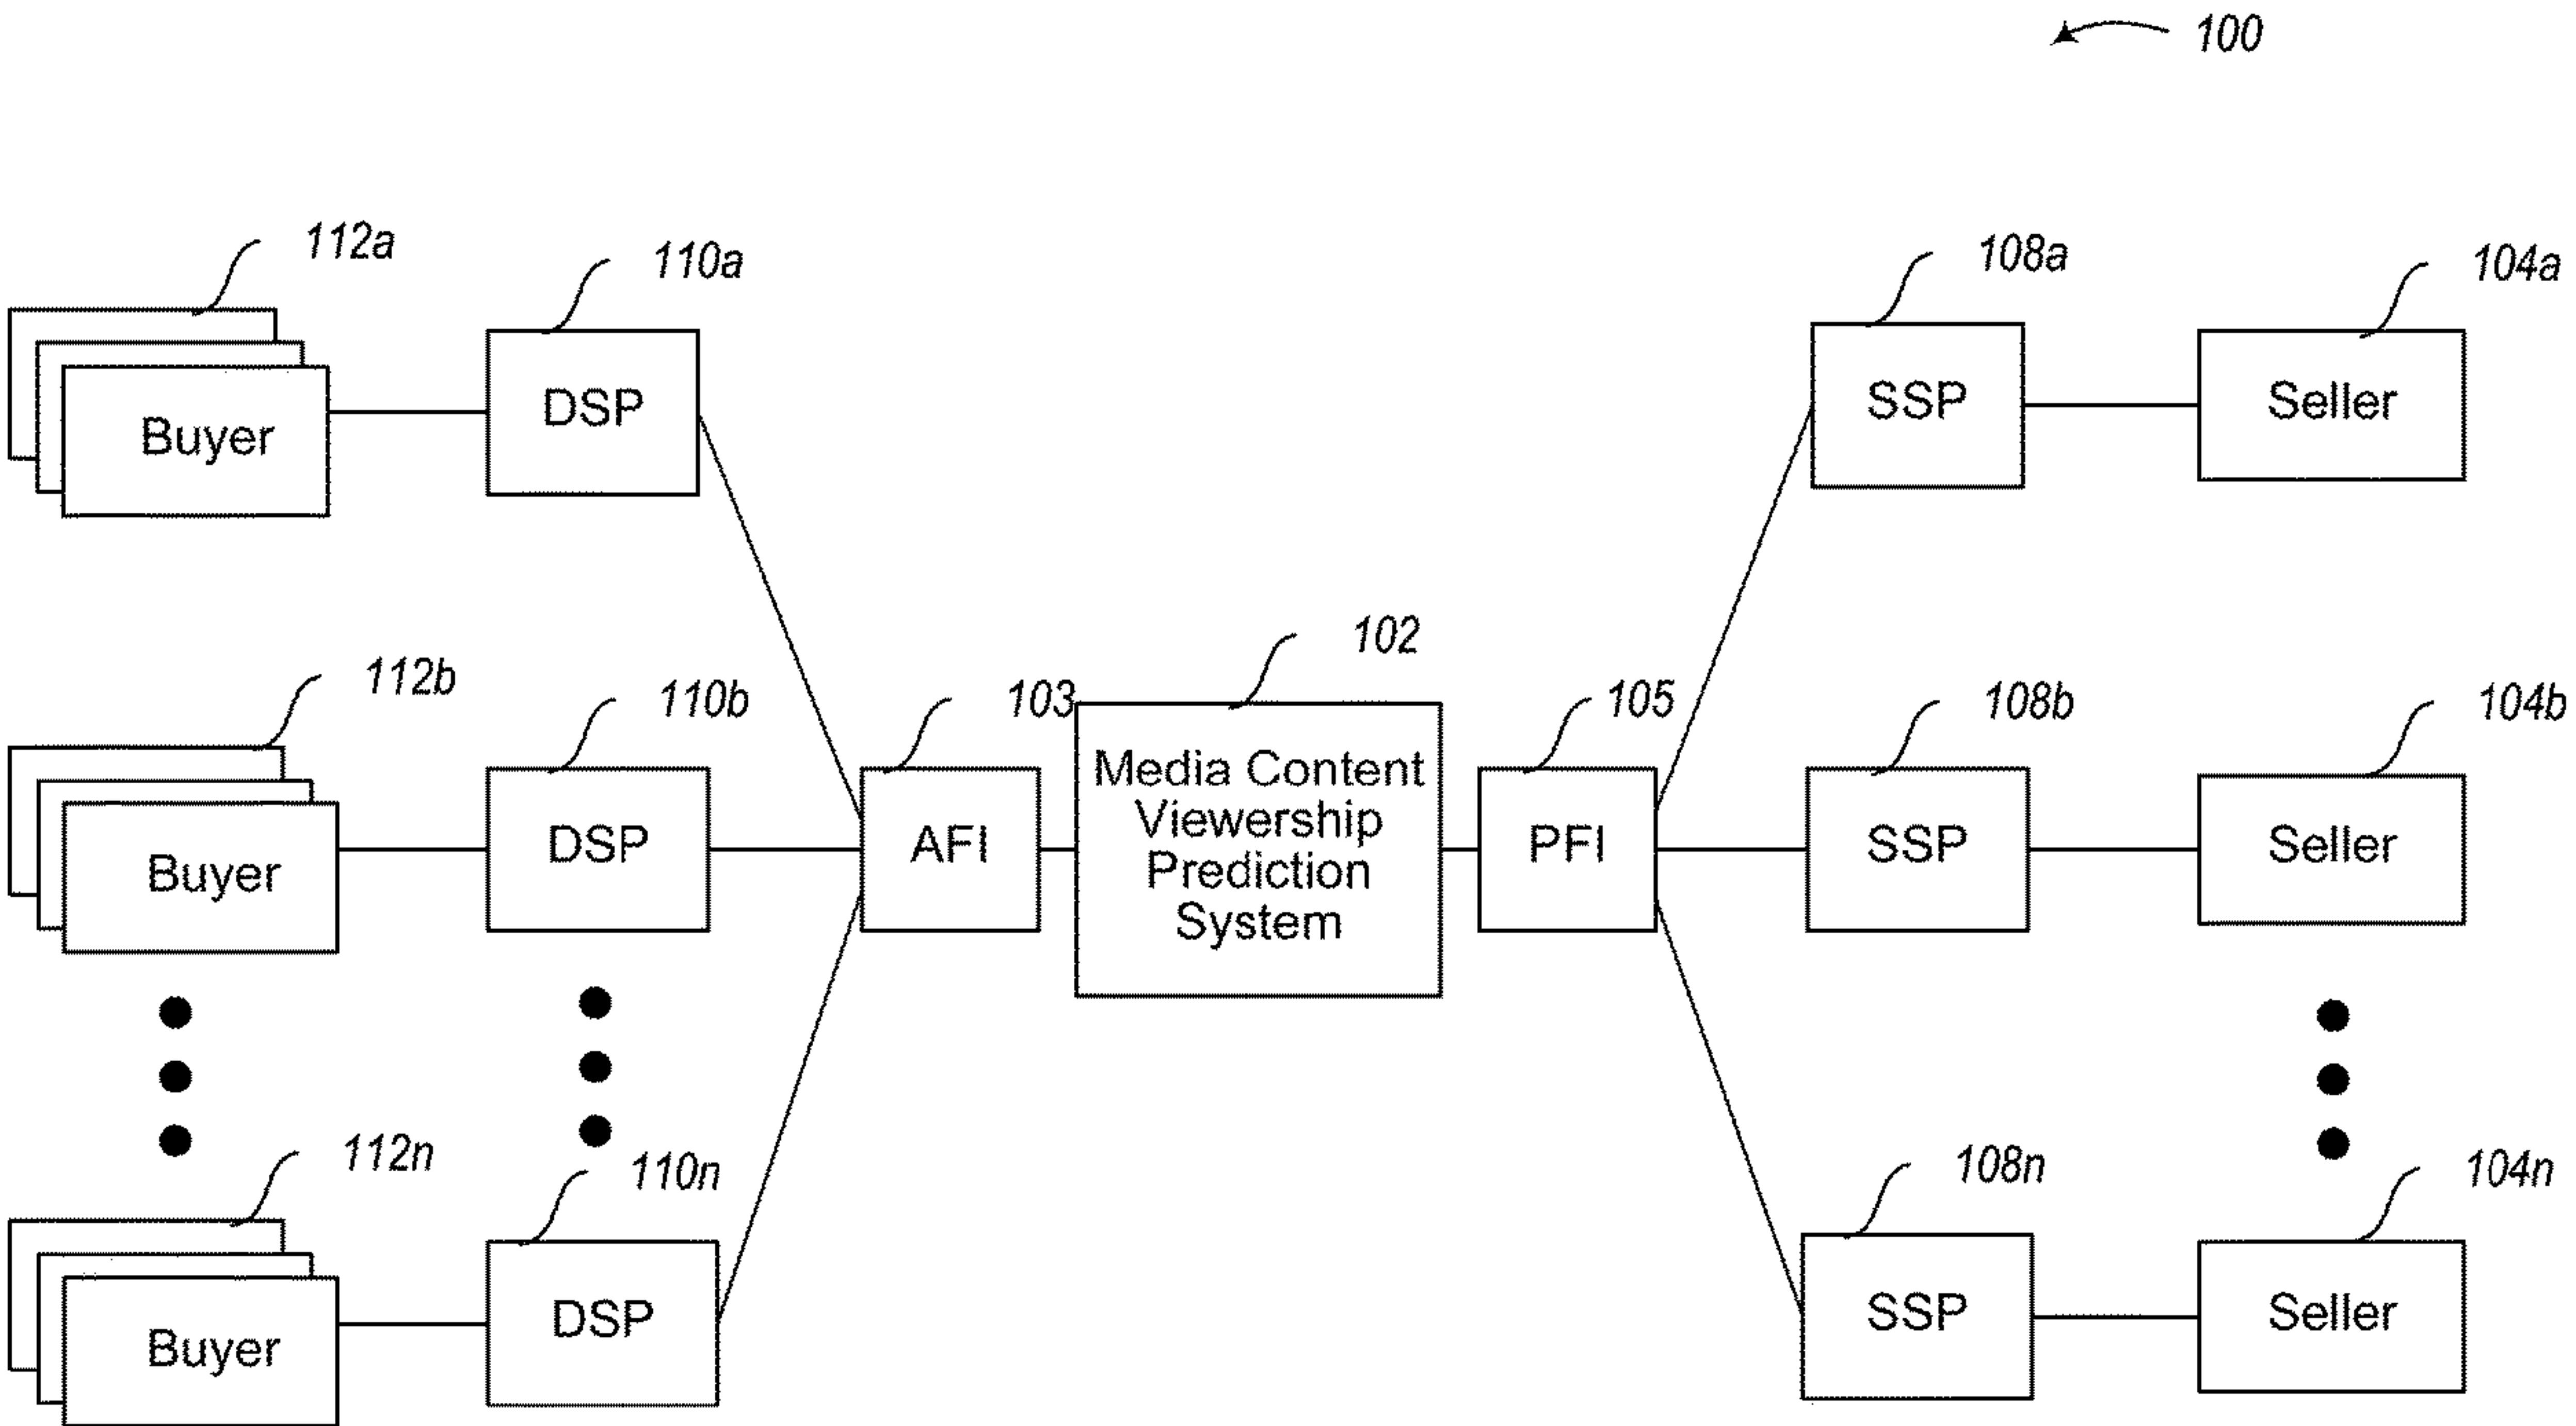 100
112a
110a
108a
104a
Buyer
DSP
SSP
Seller
112b
110b
103
102
105
108b
104b
Buyer
DSP
AFI
Media Content
Viewership
Prediction
System
PFI
SSP
Seller
112n
110n
108n
104n
Buyer
DSP
SSP
Seller